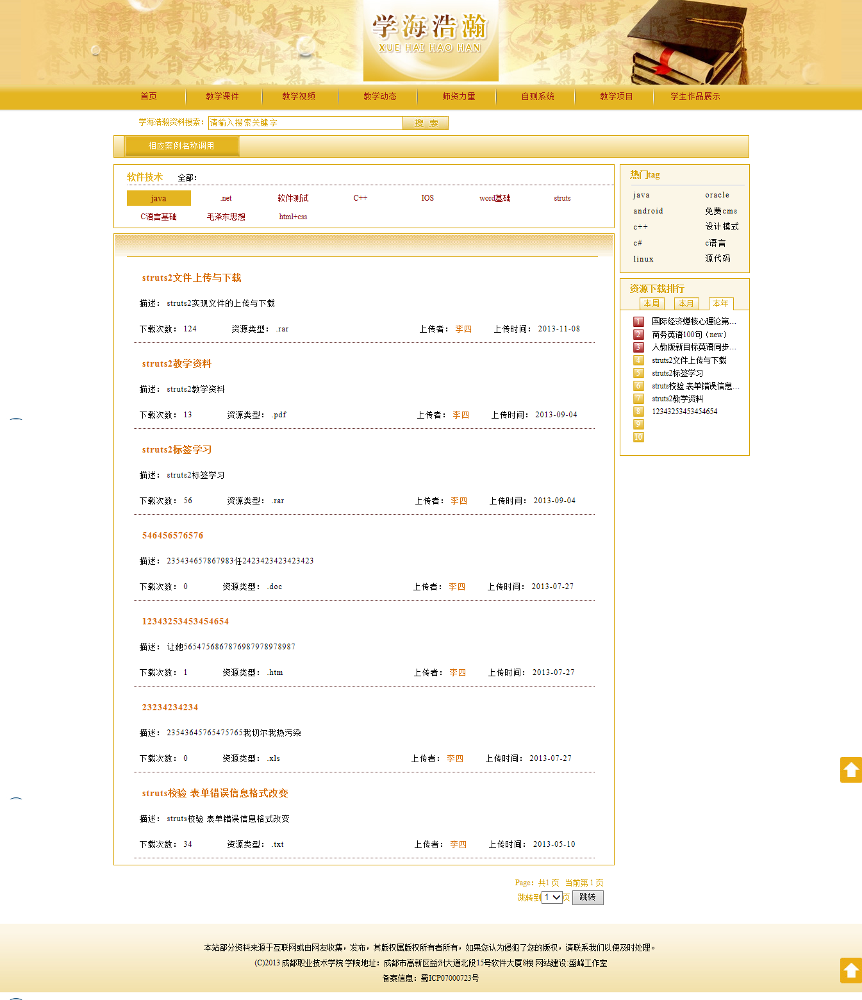 学海浩瀚
XUE HAI HAO HAN
首页 教学课件 教学视频 教学动态 师资力量 自测系统 教学项目 学生作品展示
学海浩瀚资料搜索: 请输入搜索关键字 搜 索
相应案例名称调用
软件技术 全部:
java .net 软件测试 C++ IOS word基础 struts
C语言基础 毛泽东思想 html+css
struts2文件上传与下载
描述: struts2实现文件的上传与下载
下载次数: 124 资源类型: .rar 上传者: 李四 上传时间: 2013-11-08
struts2教学资料
描述: struts2教学资料
下载次数: 13 资源类型: .pdf 上传者: 李四 上传时间: 2013-09-04
struts2标签学习
描述: struts2标签学习
下载次数: 56 资源类型: .rar 上传者: 李四 上传时间: 2013-09-04
546456576576
描述: 235434657867983任2423423423423423
下载次数: 0 资源类型: .doc 上传者: 李四 上传时间: 2013-07-27
12343253453454654
描述: 让她5654756867876987978978987
下载次数: 1 资源类型: .htm 上传者: 李四 上传时间: 2013-07-27
23234234234
描述: 23543645765475765我切尔我热污染
下载次数: 0 资源类型: .xls 上传者: 李四 上传时间: 2013-07-27
struts校验 表单错误信息格式改变
描述: struts校验 表单错误信息格式改变
下载次数: 34 资源类型: .txt 上传者: 李四 上传时间: 2013-05-10
热门tag
java oracle
android 免费cms
c++ 设计模式
c# c语言
linux 源代码
资源下载排行
本周 本月 本年
1 国际经济爆核心理论第...
2 商务英语100句（new）
3 人教版新目标英语同步...
4 struts2文件上传与下载
5 struts2标签学习
6 struts校验 表单错误信息...
7 struts2教学资料
8 12343253453454654
9
10
Page: 共1 页 当前第 1 页
跳转到 1 页 跳转
本站部分资料来源于互联网或由网友收集，发布，其版权属版权所有者所有，如果您认为侵犯了您的版权，请联系我们以便及时处理。
(C)2013 成都职业技术学院 学院地址：成都市高新区益州大道北段15号软件大厦8楼 网站建设:盛峰工作室
备案信息：蜀ICP07000723号